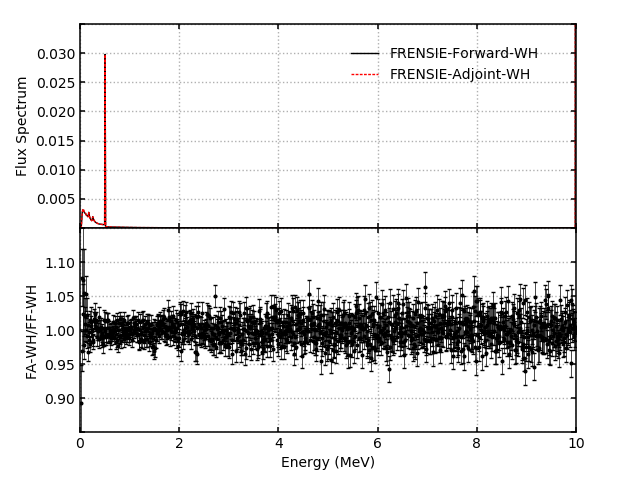 0.030
0.025
0.020
0.015
0.010
0.005
Flux Spectrum
FRENSIE-Forward-WH
FRENSIE-Adjoint-WH
1.10
1.05
1.00
0.95
0.90
FA-WH/FF-WH
0 2 4 6 8 10
Energy (MeV)